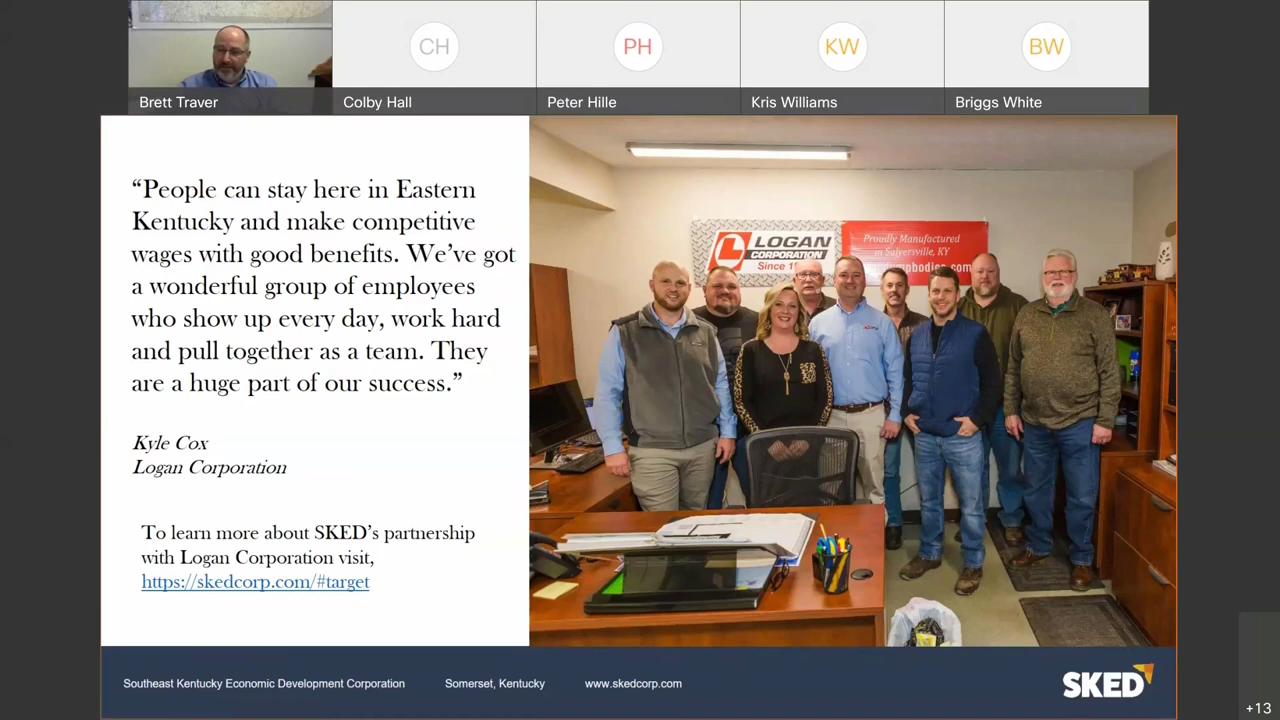 CH
PH
KW
BW
Brett Traver
Colby Hall
Peter Hille
Kris Williams
Briggs White
“People can stay here in Eastern
Kentucky and make competitive
wages with good benefits. We’ve got
a wonderful group of employees
who show up every day, work hard
and pull together as a team. They
are a huge part of our success.”
Kyle Cox
Logan Corporation
To learn more about SKED’s partnership
with Logan Corporation visit,
https://skedcorp.com/#target
LOGAN
CORPORATION
Since
Proudly Manufactured
in Salyersville, KY
Southeast Kentucky Economic Development Corporation
Somerset, Kentucky
www.skedcorp.com
SKED
+13